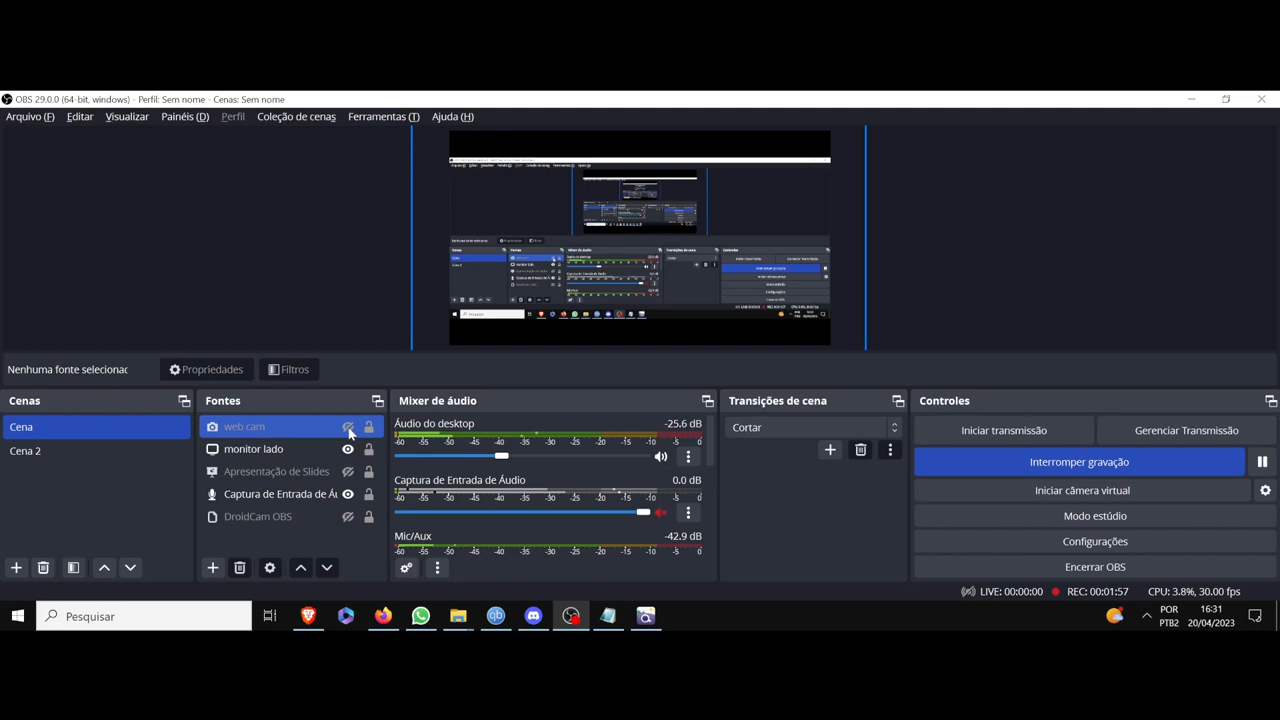 OBS 29.0.0 (64-bit, windows) - Perfil: Sem nome - Cenas: Sem nome
Arquivo (F) Editar Visualizar Painéis (D) Perfil Coleção de cenas Ferramentas (T) Ajuda (H)
Nenhuma fonte selecionac Propriedades Filtros
Cenas
Cena
Cena 2
Fontes
web cam
monitor lado
Apresentação de Slides
Captura de Entrada de Áu
DroidCam OBS
Mixer de áudio
Áudio do desktop -25.6 dB
-60 -55 -50 -45 -40 -35 -30 -25 -20 -15 -10 -5 0
Captura de Entrada de Áudio 0.0 dB
-60 -55 -50 -45 -40 -35 -30 -25 -20 -15 -10 -5 0
Mic/Aux -42.9 dB
-60 -55 -50 -45 -40 -35 -30 -25 -20 -15 -10 -5 0
Transições de cena
Cortar
Controles
Iniciar transmissão Gerenciar Transmissão
Interromper gravação
Iniciar câmera virtual
Modo estúdio
Configurações
Encerrar OBS
LIVE: 00:00:00 REC: 00:01:57 CPU: 3.8%, 30.00 fps
Pesquisar
qb
POR
PTB2
16:31
20/04/2023